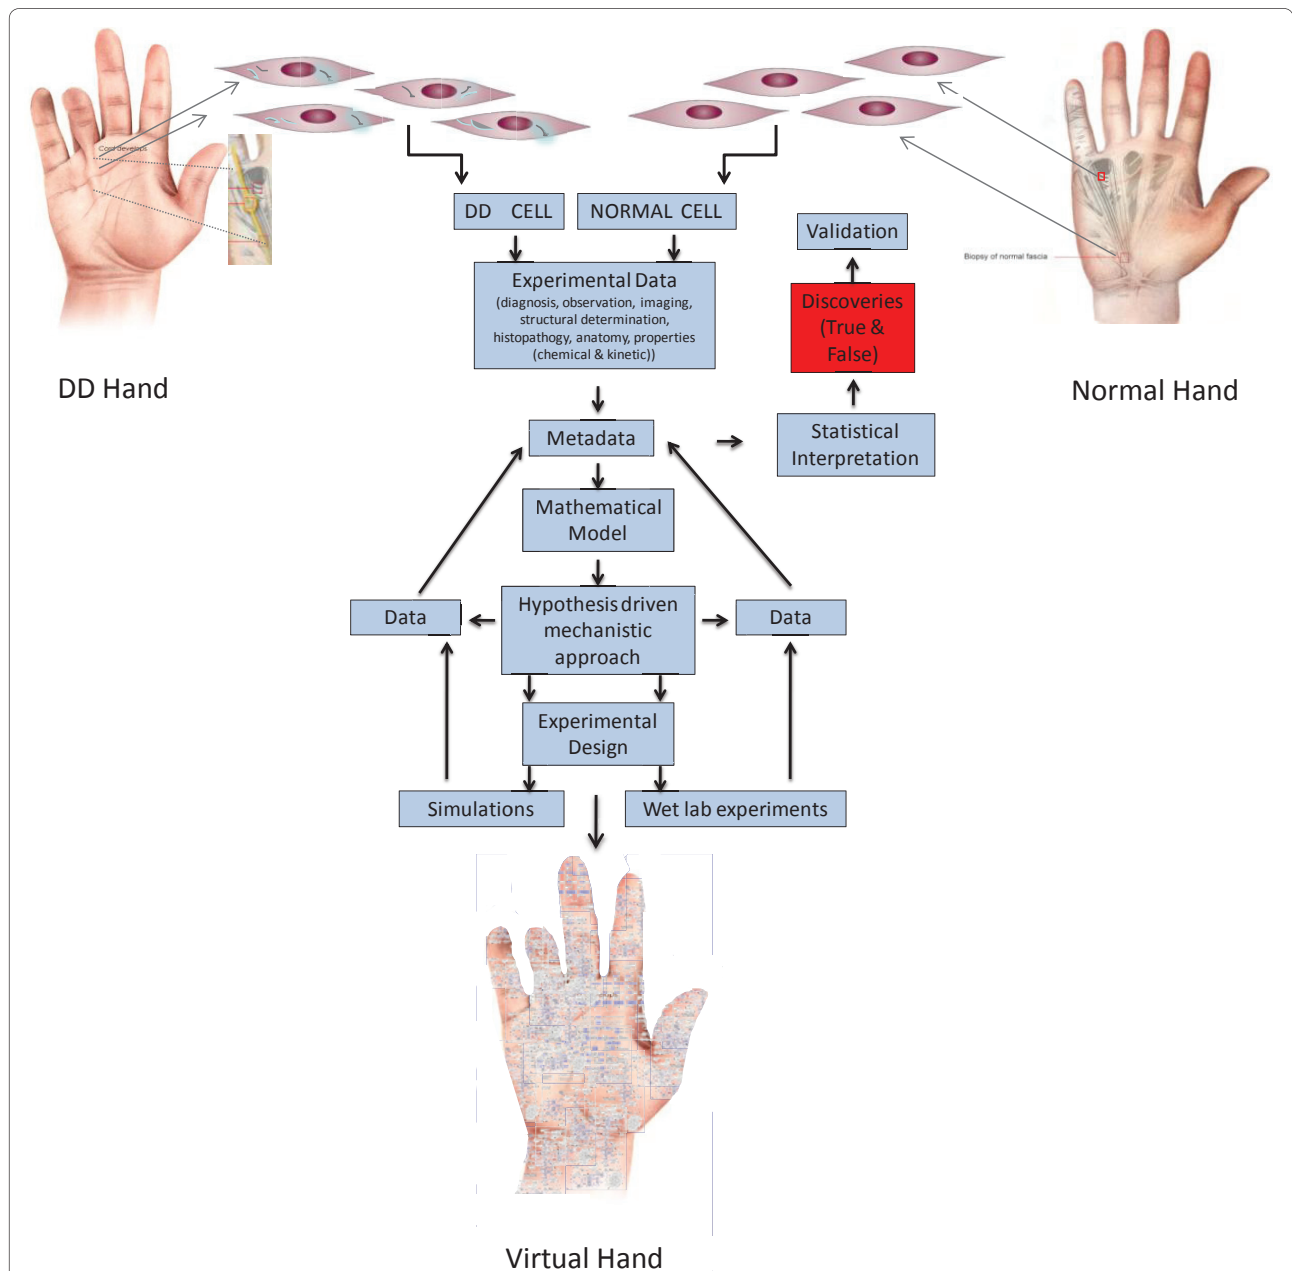 Cord develops
DD CELL
NORMAL CELL
Validation
Biopsy of normal fascia
Experimental Data
(diagnosis, observation, imaging,
structural determination,
histopathogy, anatomy, properties
(chemical & kinetic))
Discoveries
(True &
False)
DD Hand
Normal Hand
Metadata
Statistical
Interpretation
Mathematical
Model
Data
Hypothesis driven
mechanistic
approach
Data
Experimental
Design
Simulations
Wet lab experiments
Virtual Hand